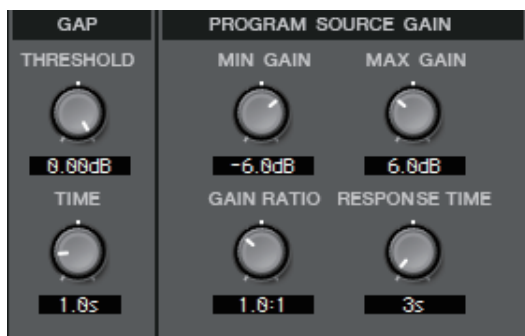 GAP PROGRAM SOURCE GAIN
THRESHOLD MIN GAIN MAX GAIN
0.00dB -6.0dB 6.0dB
TIME GAIN RATIO RESPONSE TIME
1.0s 1.0:1 3s